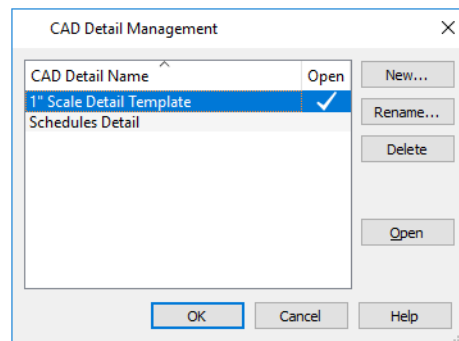 CAD Detail Management
CAD Detail Name Open
1" Scale Detail Template
Schedules Detail
New...
Rename...
Delete
Open
OK Cancel Help